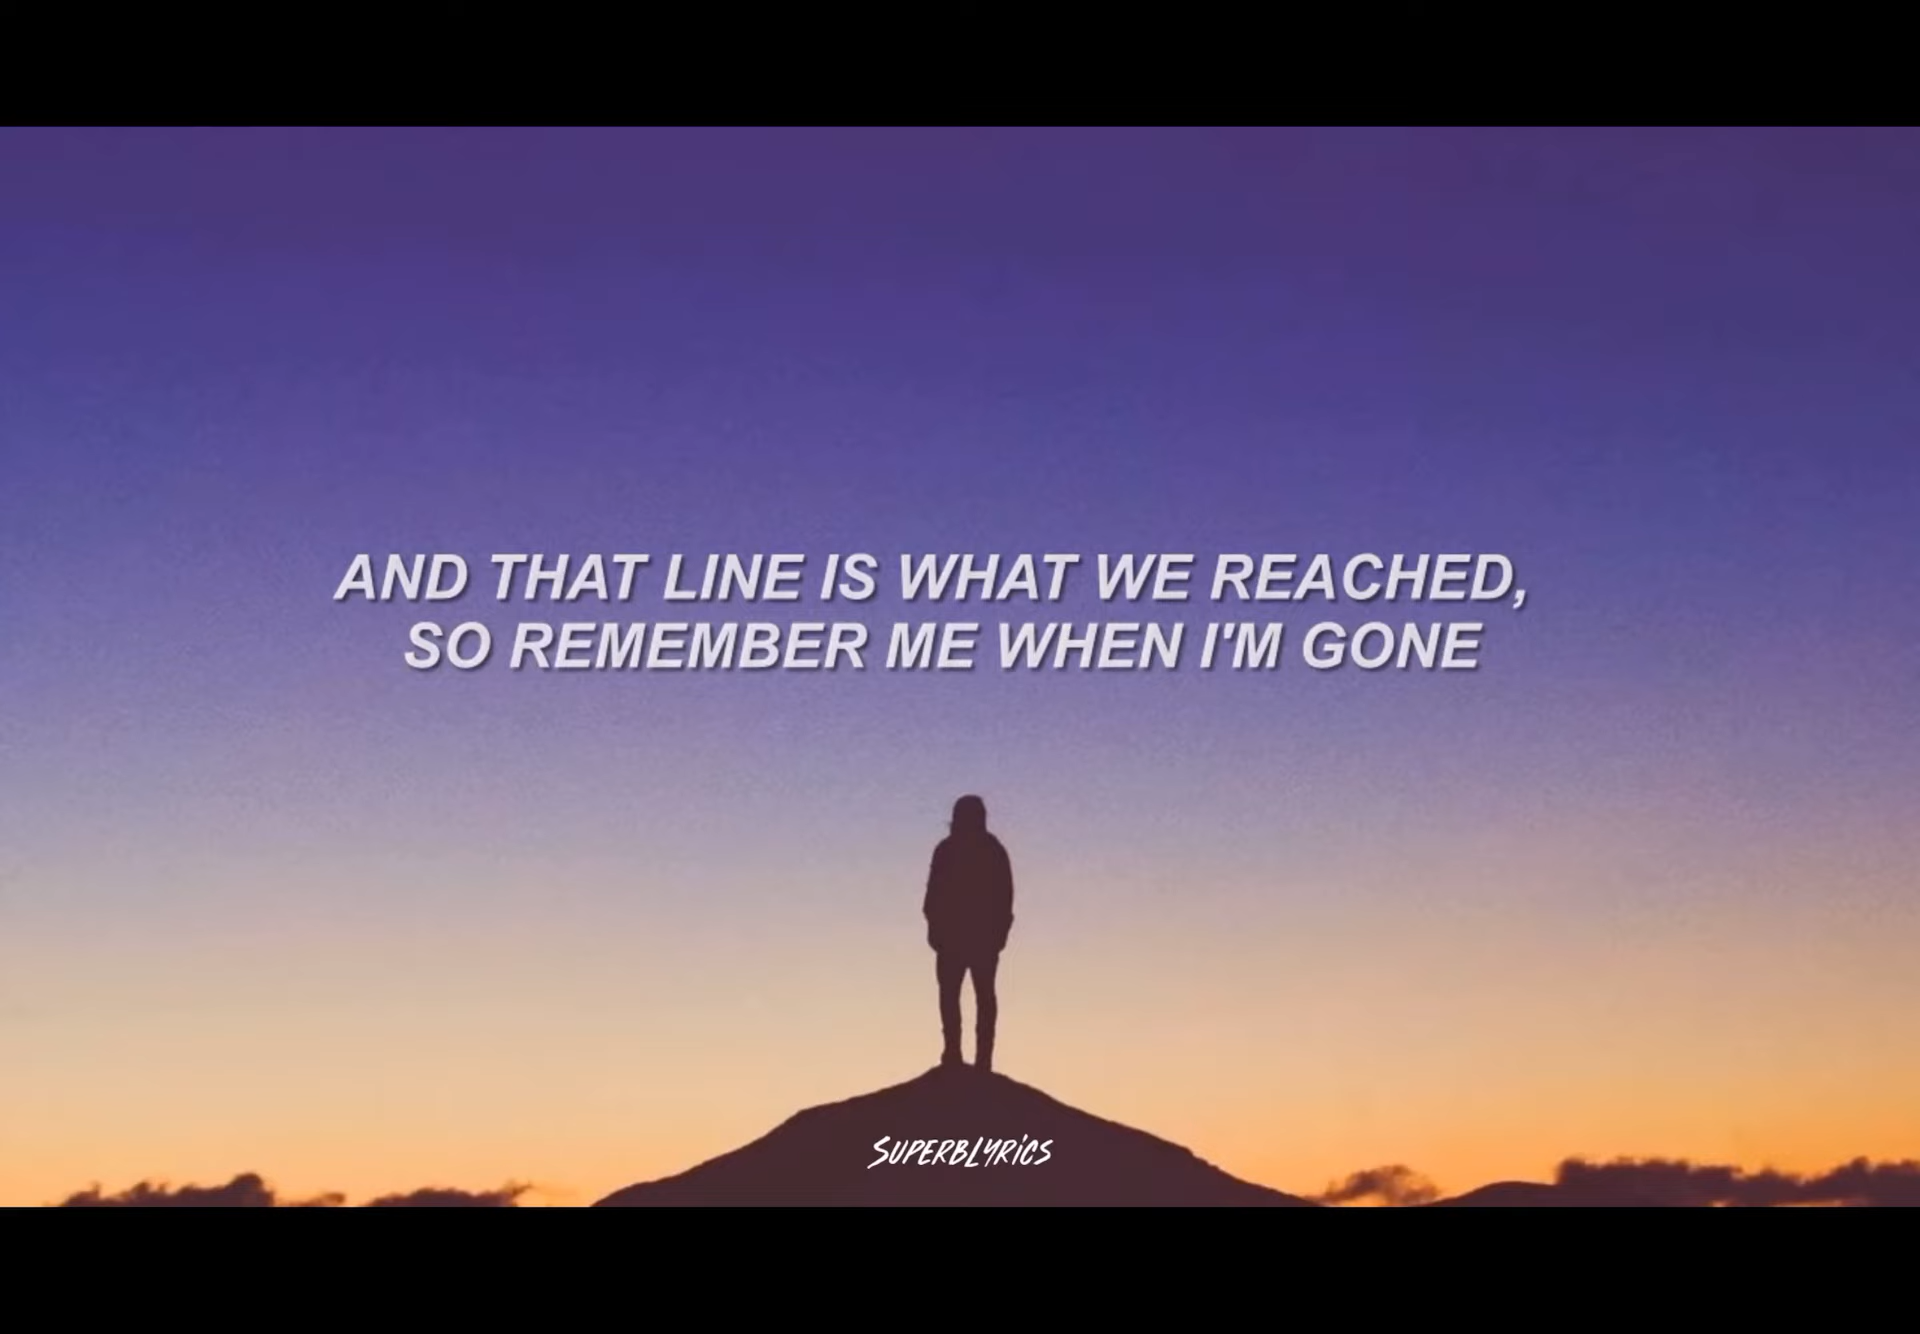 AND THAT LINE IS WHAT WE REACHED,
SO REMEMBER ME WHEN I'M GONE
SUPERBLYRICS